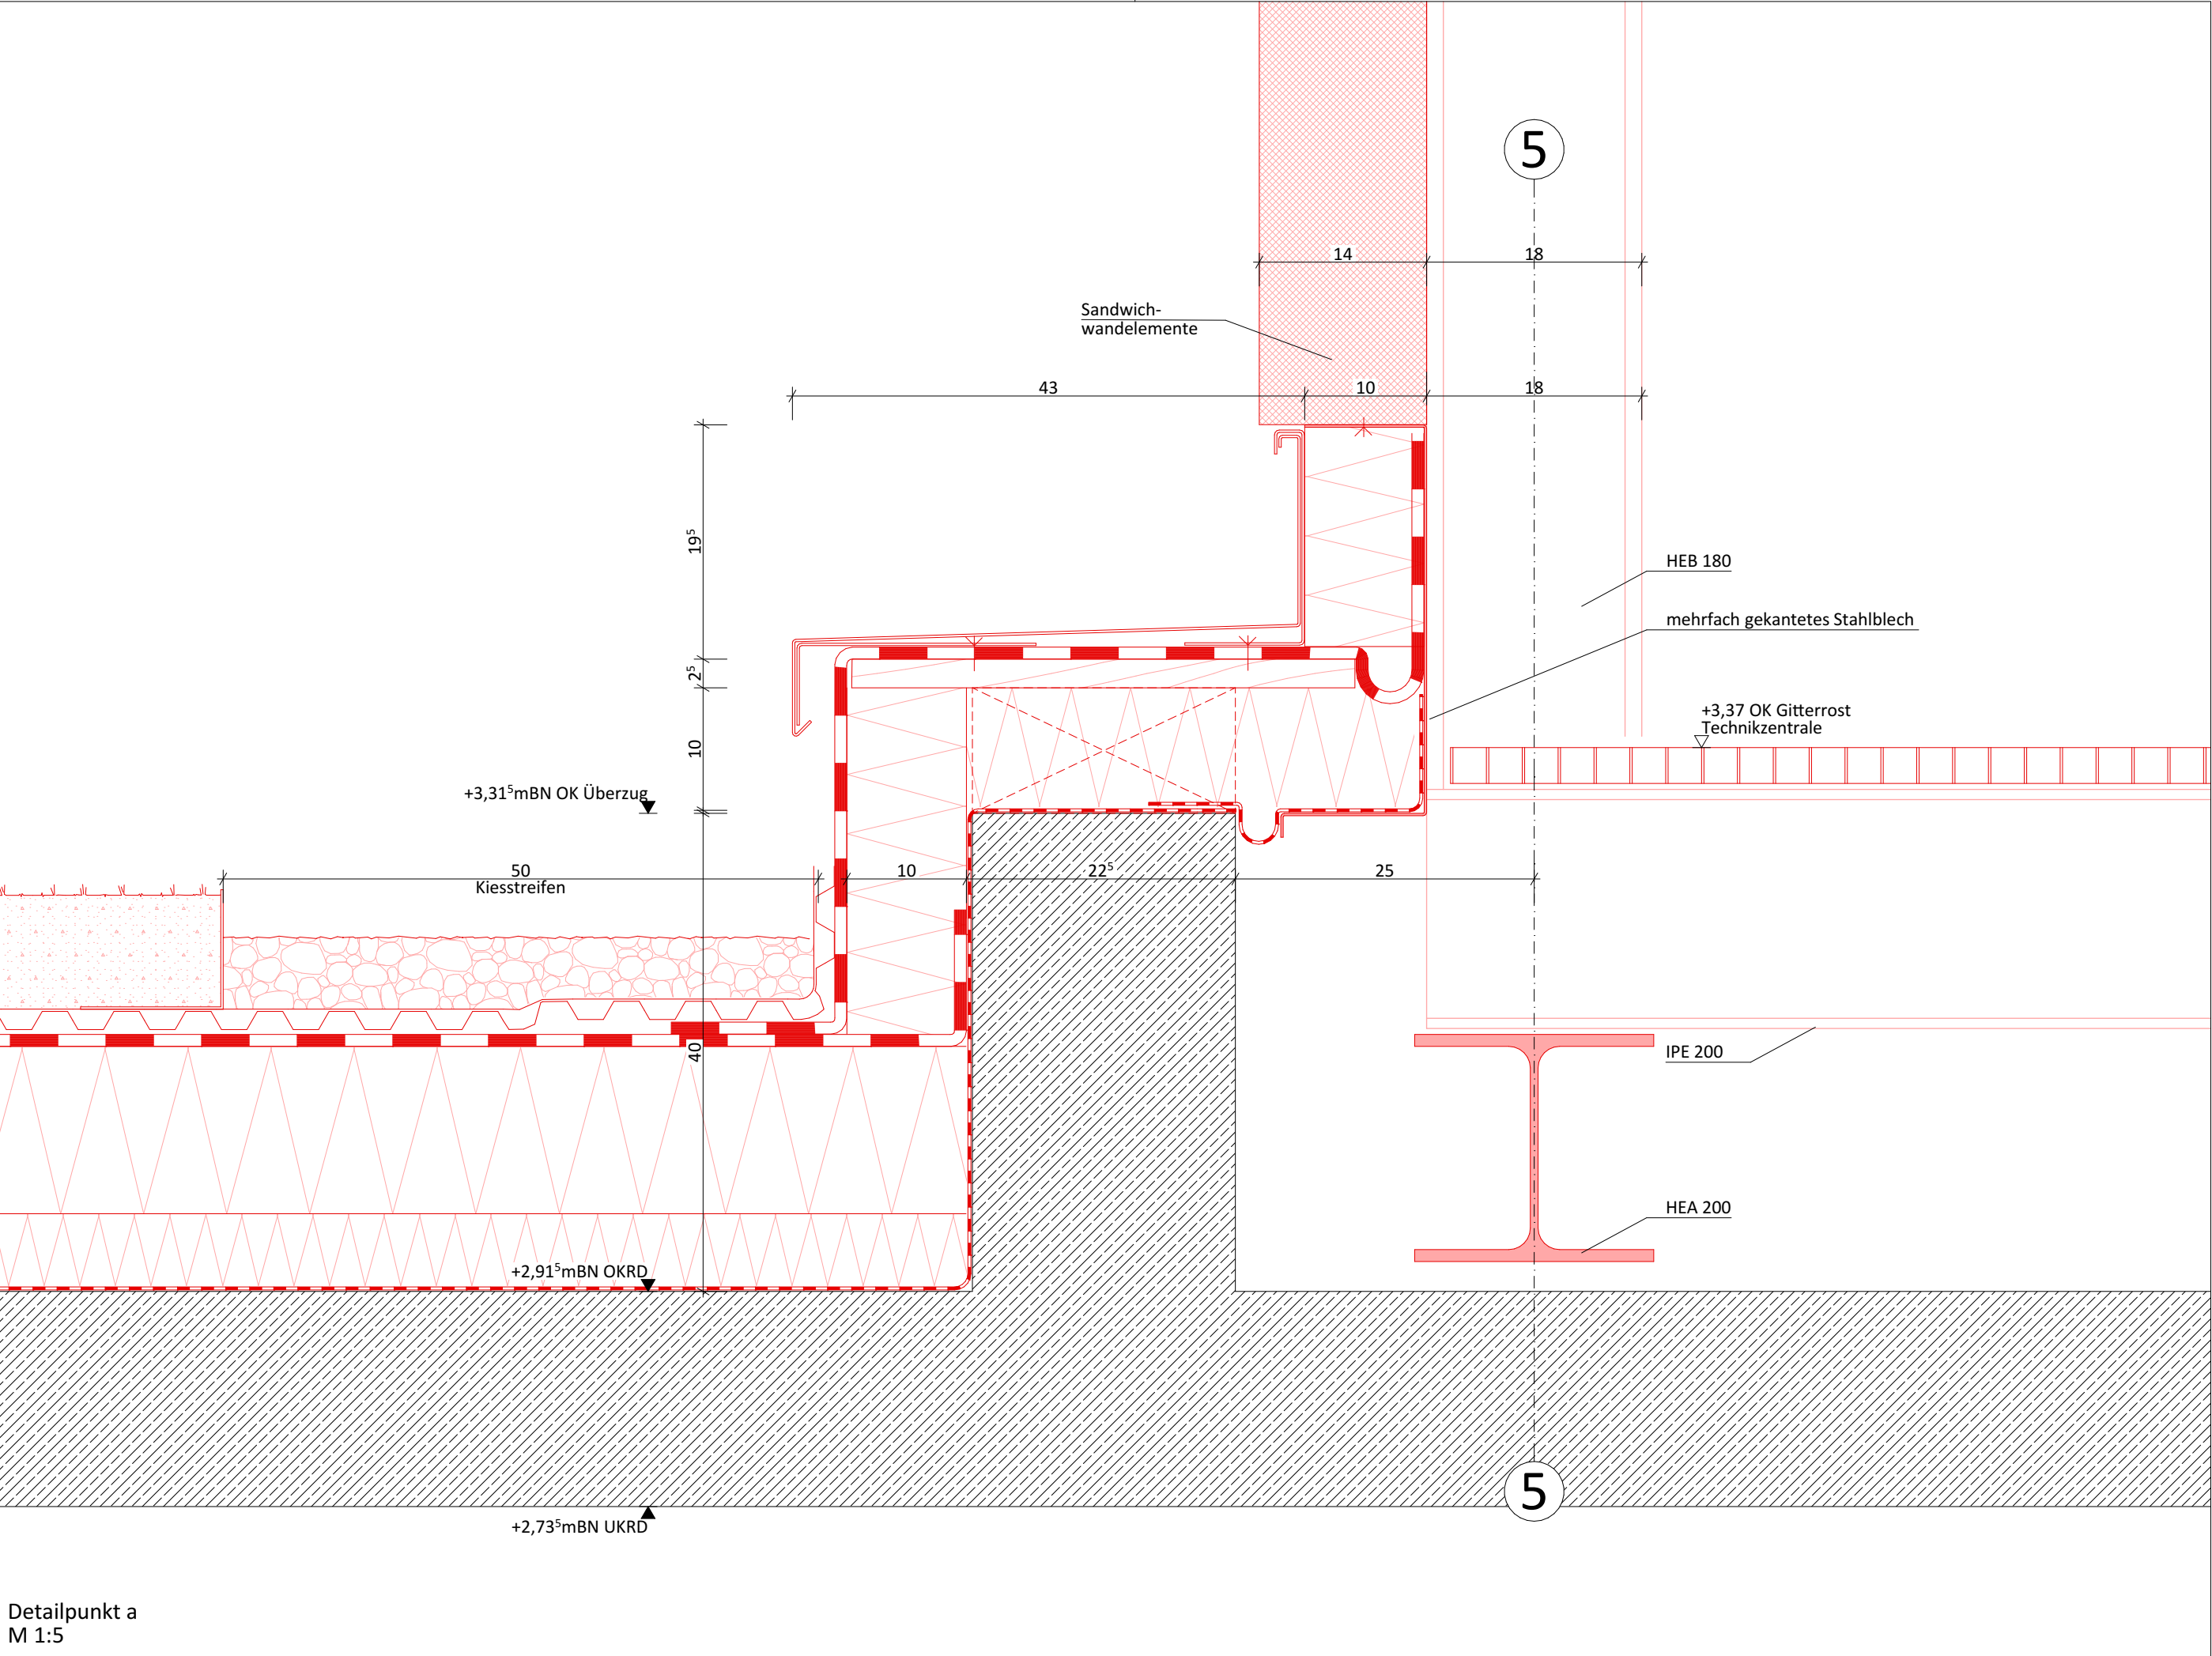 5
14
18
Sandwich-
wandelemente
43
10
18
19⁵
HEB 180
mehrfach gekantetes Stahlblech
2⁵
+3,37 OK Gitterrost
Technikzentrale
10
+3,31⁵mBN OK Überzug
50
Kiesstreifen
10
22⁵
25
40
IPE 200
HEA 200
+2,91⁵mBN OKRD
5
+2,73⁵mBN UKRD
Detailpunkt a
M 1:5